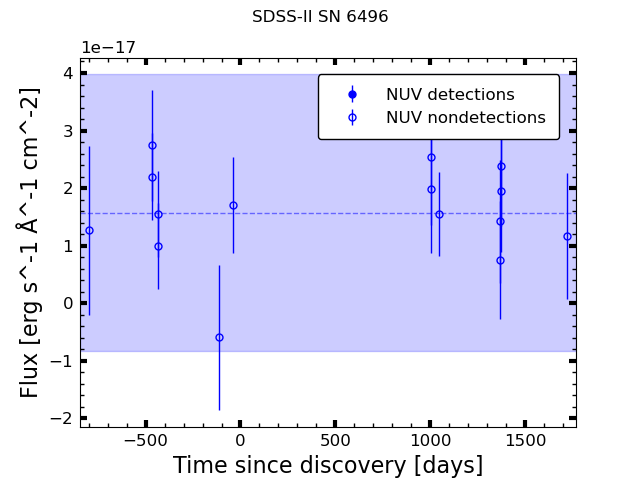 SDSS-II SN 6496
1e−17
4
3
2
1
0
−1
−2
NUV detections
NUV nondetections
Flux [erg s^-1 Å^-1 cm^-2]
−500
0
500
1000
1500
Time since discovery [days]